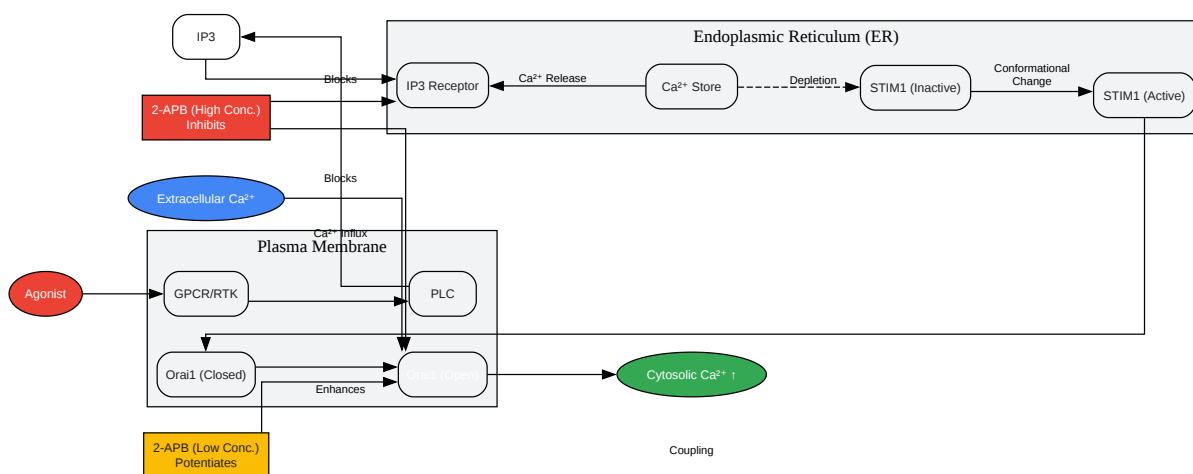 IP3
Endoplasmic Reticulum (ER)
Blocks
IP3 Receptor
Ca²⁺ Release
Ca²⁺ Store
Depletion
STIM1 (Inactive)
Conformational
Change
STIM1 (Active)
2-APB (High Conc.)
Inhibits
Blocks
Extracellular Ca²⁺
Ca²⁺ Influx
Plasma Membrane
Agonist
GPCR/RTK
PLC
Orai1 (Closed)
Orai1 (Open)
Enhances
Cytosolic Ca²⁺ ↑
2-APB (Low Conc.)
Potentiates
Coupling